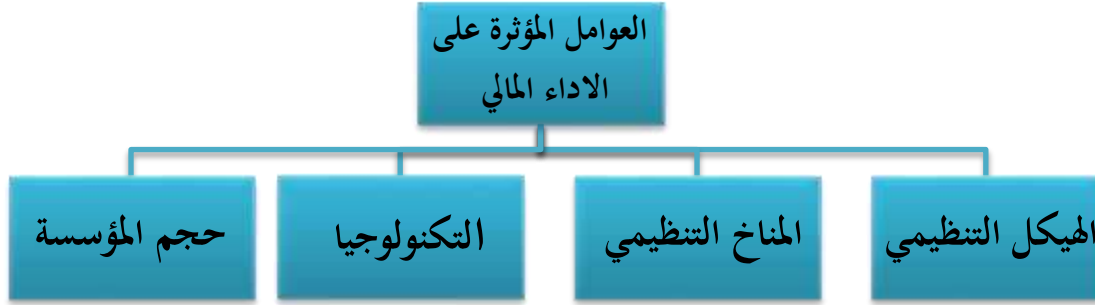 العوامل المؤثرة على
الاداء المالي
الهيكل التنظيمي
المناخ التنظيمي
التكنولوجيا
حجم المؤسسة